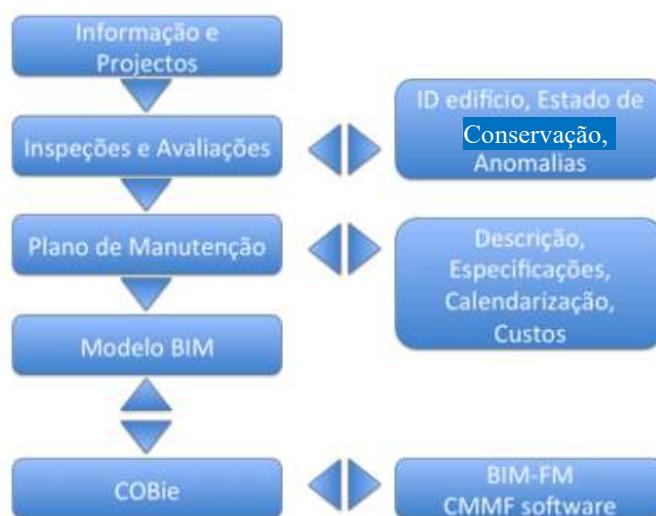 Informação e
Projectos
Inspeções e Avaliações
ID edifício, Estado de
Conservação,
Anomalias
Plano de Manutenção
Descrição,
Especificações,
Calendarização,
Custos
Modelo BIM
COBie
BIM-FM
CMMF software